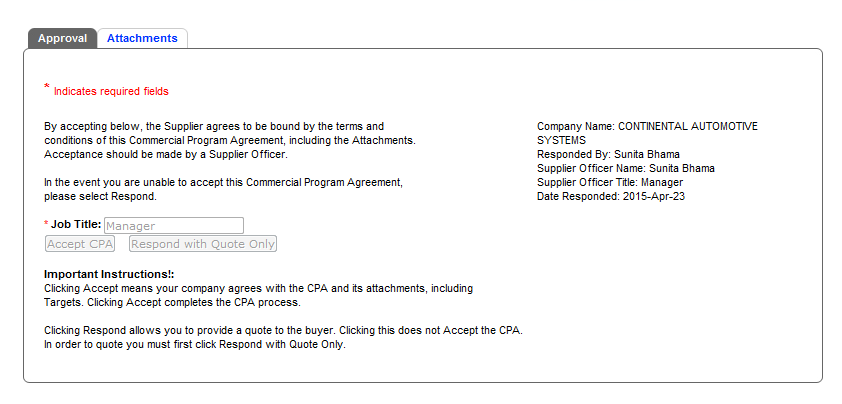 Approval
Attachments
* Indicates required fields
By accepting below, the Supplier agrees to be bound by the terms and
conditions of this Commercial Program Agreement, including the Attachments.
Acceptance should be made by a Supplier Officer.
In the event you are unable to accept this Commercial Program Agreement,
please select Respond.
Company Name: CONTINENTAL AUTOMOTIVE
SYSTEMS
Responded By: Sunita Bhama
Supplier Officer Name: Sunita Bhama
Supplier Officer Title: Manager
Date Responded: 2015-Apr-23
* Job Title: Manager
Accept CPA
Respond with Quote Only
Important Instructions!:
Clicking Accept means your company agrees with the CPA and its attachments, including
Targets. Clicking Accept completes the CPA process.
Clicking Respond allows you to provide a quote to the buyer. Clicking this does not Accept the CPA.
In order to quote you must first click Respond with Quote Only.